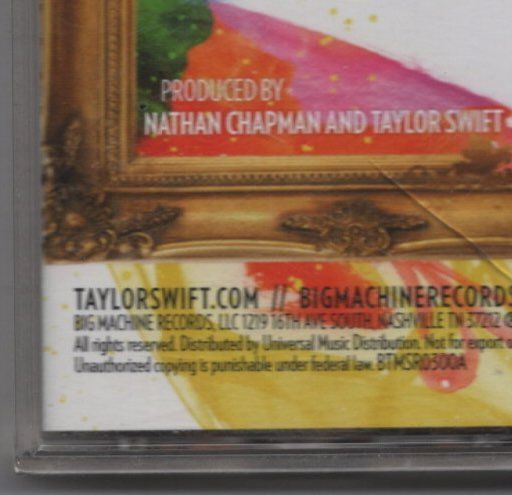 PRODUCED BY
NATHAN CHAPMAN AND TAYLOR SWIFT
TAYLORSWIFT.COM // BIGMACHINERECORDS
BIG MACHINE RECORDS, LLC 1219 16TH AVE SOUTH, NASHVILLE TN 37212 @
All rights reserved. Distributed by Universal Music Distribution. Not for export o
Unauthorized copying is punishable under federal law. BTMSR0300A